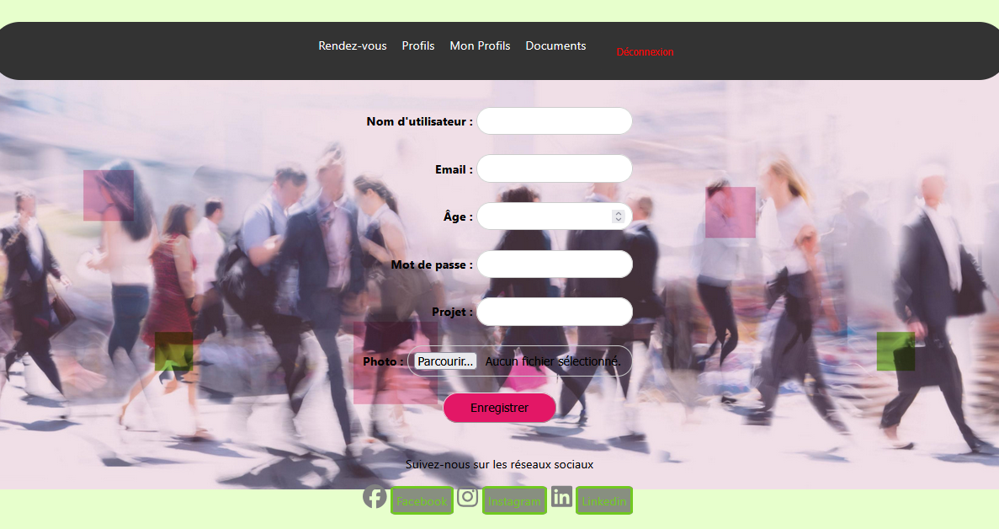 Rendez-vous Profils Mon Profils Documents Déconnexion
Nom d'utilisateur :
Email :
Âge :
Mot de passe :
Projet :
Photo : Parcourir... Aucun fichier sélectionné.
Enregistrer
Suivez-nous sur les réseaux sociaux
Facebook Instagram Linkedin